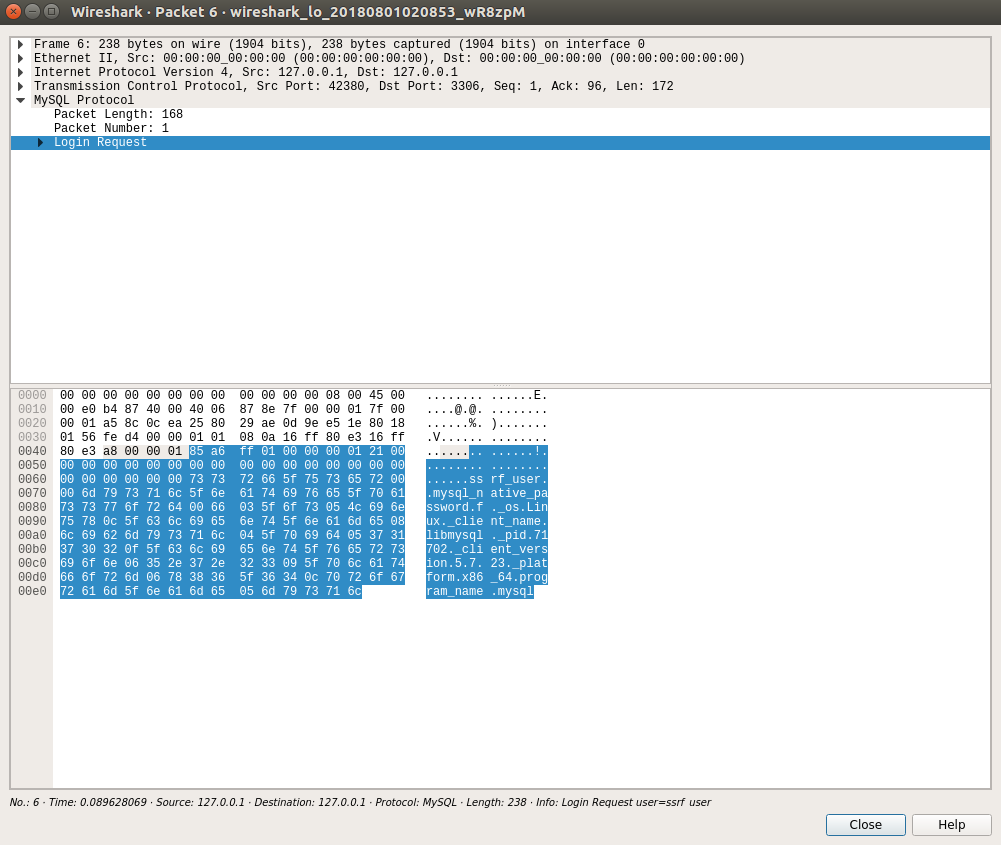 Wireshark · Packet 6 · wireshark_lo_20180801020853_wR8zpM
Frame 6: 238 bytes on wire (1904 bits), 238 bytes captured (1904 bits) on interface 0
Ethernet II, Src: 00:00:00_00:00:00 (00:00:00:00:00:00), Dst: 00:00:00_00:00:00 (00:00:00:00:00:00)
Internet Protocol Version 4, Src: 127.0.0.1, Dst: 127.0.0.1
Transmission Control Protocol, Src Port: 42380, Dst Port: 3306, Seq: 1, Ack: 96, Len: 172
MySQL Protocol
Packet Length: 168
Packet Number: 1
Login Request
0000 00 00 00 00 00 00 00 00 00 00 00 00 08 00 45 00 ........ ......E.
0010 00 e0 b4 87 40 00 40 06 87 8e 7f 00 00 01 7f 00 ....@.@. ........
0020 00 01 a5 8c 0c ea 25 80 29 ae 0d 9e e5 1e 80 18 ......%. ).......
0030 01 56 fe d4 00 00 01 01 08 0a 16 ff 80 e3 16 ff .V...... ........
0040 80 e3 a8 00 00 01 85 a6 ff 01 00 00 00 01 21 00 ........ ......!.
0050 00 00 00 00 00 00 00 00 00 00 00 00 00 00 00 00 ........ ........
0060 00 00 00 00 00 00 73 73 72 66 5f 75 73 65 72 00 ......ss rf_user.
0070 00 6d 79 73 71 6c 5f 6e 61 74 69 76 65 5f 70 61 .mysql_n ative_pa
0080 73 73 77 6f 72 64 00 66 03 5f 6f 73 05 4c 69 6e ssword.f ._os.Lin
0090 75 78 0c 5f 63 6c 69 65 6e 74 5f 6e 61 6d 65 08 ux._clie nt_name.
00a0 6c 69 62 6d 79 73 71 6c 04 5f 70 69 64 05 37 31 libmysql ._pid.71
00b0 37 30 32 0f 5f 63 6c 69 65 6e 74 5f 76 65 72 73 702._cli ent_vers
00c0 69 6f 6e 06 35 2e 37 2e 32 33 09 5f 70 6c 61 74 ion.5.7. 23._plat
00d0 66 6f 72 6d 06 78 38 36 5f 36 34 0c 70 72 6f 67 form.x86 _64.prog
00e0 72 61 6d 5f 6e 61 6d 65 05 6d 79 73 71 6c ram_name .mysql
No.: 6 · Time: 0.089628069 · Source: 127.0.0.1 · Destination: 127.0.0.1 · Protocol: MySQL · Length: 238 · Info: Login Request user=ssrf_user
Close Help